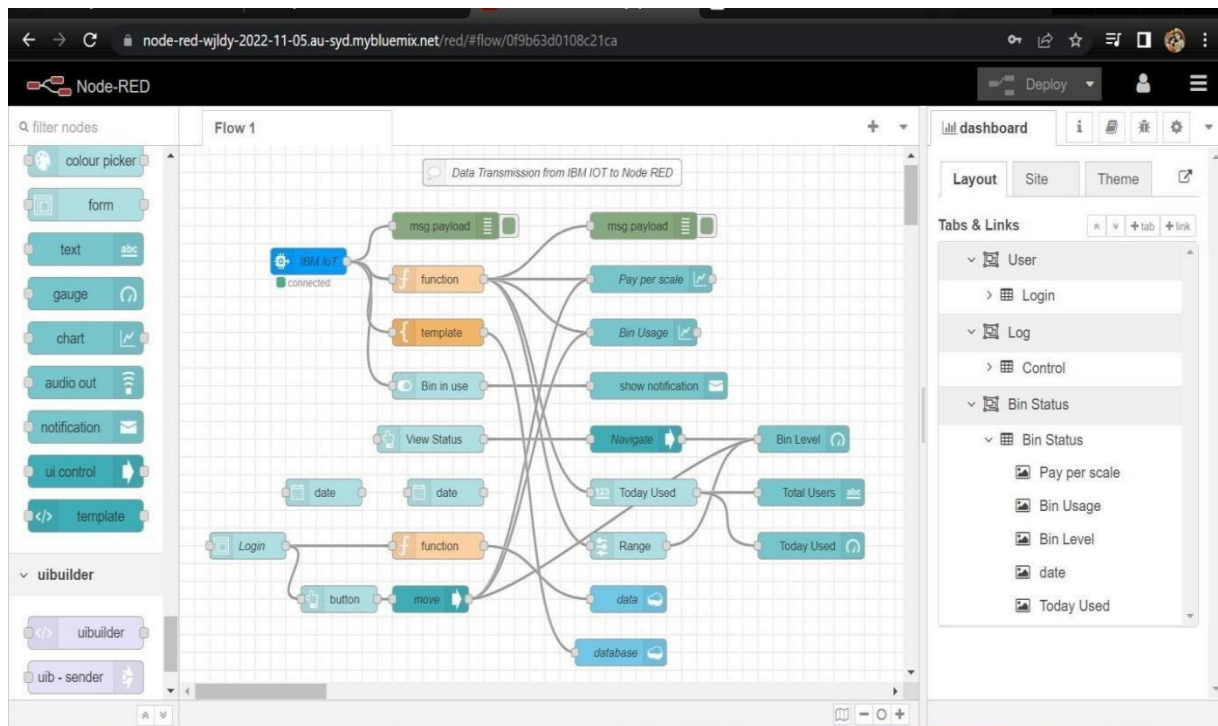 node-red-wjldy-2022-11-05.au-syd.mybluemix.net/red/#flow/0f9b63d0108c21ca
Node-RED
Deploy
filter nodes
colour picker
form
text
abc
gauge
chart
audio out
notification
ui control
template
uibuilder
uibuilder
uib - sender
Flow 1
Data Transmission from IBM IOT to Node RED
msg.payload
msg.payload
IBM IoT
connected
function
Pay per scale
template
Bin Usage
Bin in use
show notification
View Status
Navigate
Bin Level
date
date
123
Today Used
Total Users
abc
Login
function
Range
Today Used
button
move
data
database
dashboard
i
Layout
Site
Theme
Tabs & Links
+tab
+link
User
Login
Log
Control
Bin Status
Bin Status
Pay per scale
Bin Usage
Bin Level
date
Today Used